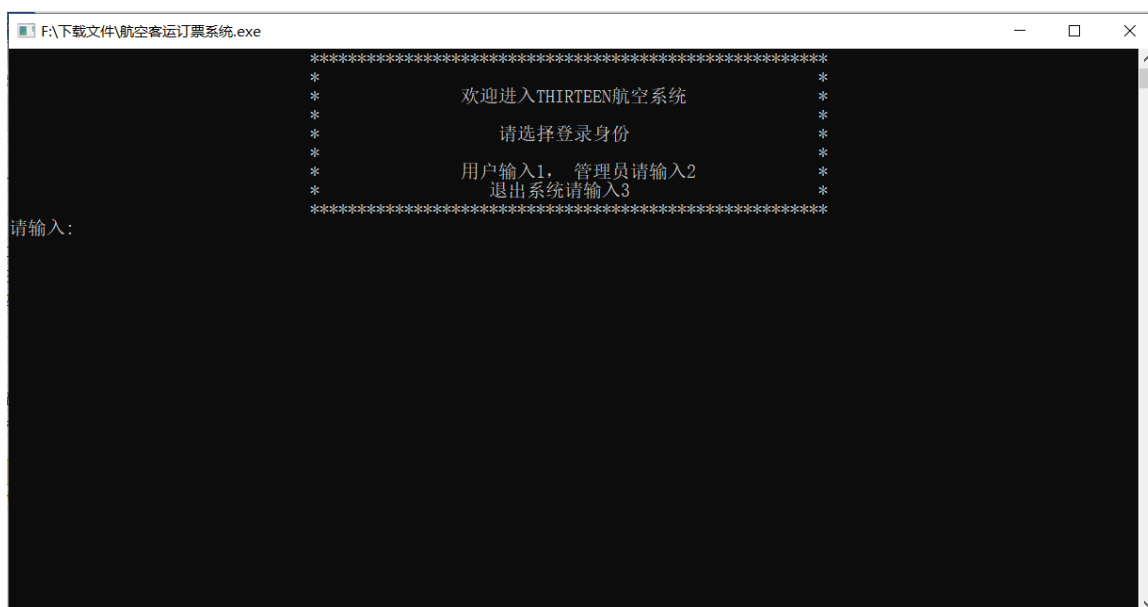 F:\下载文件\航空客运订票系统.exe
*******************************************************
* *
* 欢迎进入THIRTEEN航空系统 *
* *
* 请选择登录身份 *
* *
* 用户输入1， 管理员请输入2 *
* 退出系统请输入3 *
*******************************************************
请输入: